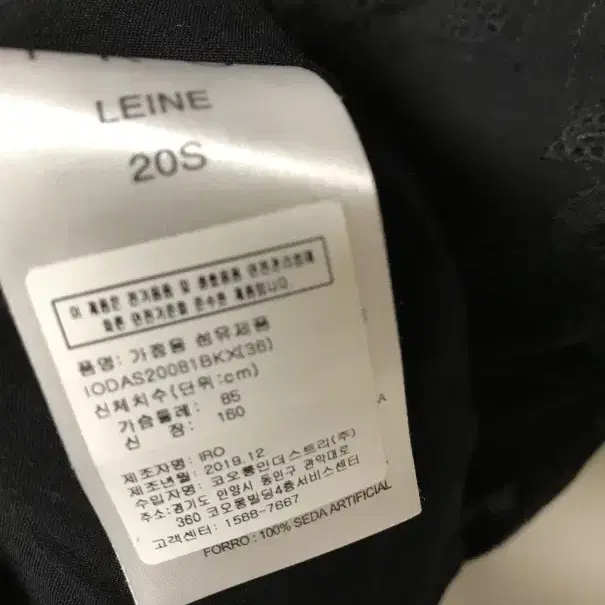 LEINE
20S
이 제품은 전기용품 및 생활용품 안전관리법에
따른 안전기준을 준수한 제품입니다
품명: 가정용 섬유제품
IODAS20081BKX(36)
신체치수(단위:cm)
가슴둘레: 85
신 장: 160
제조자명: IRO
제조년월: 2019.12
수입자명: 코오롱인더스트리(주)
주소:경기도 안양시 동안구 관악대로
360 코오롱빌딩4층서비스센터
고객센터: 1588-7667
FORRO: 100% SEDA ARTIFICIAL